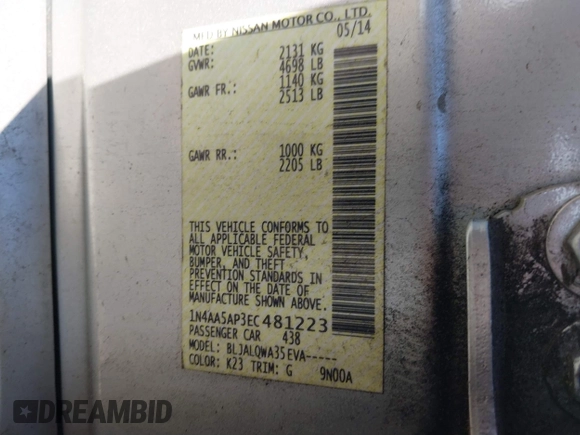 MFD BY NISSAN MOTOR CO., LTD.
DATE: 05/14
GVWR: 2131 KG
4698 LB
GAWR FR.: 1140 KG
2513 LB
GAWR RR.: 1000 KG
2205 LB
THIS VEHICLE CONFORMS TO
ALL APPLICABLE FEDERAL
MOTOR VEHICLE SAFETY,
BUMPER, AND THEFT
PREVENTION STANDARDS IN
EFFECT ON THE DATE OF
MANUFACTURE SHOWN ABOVE.
1N4AA5AP3EC481223
PASSENGER CAR 438
MODEL: BLJALQWA35EVA-----
COLOR: K23 TRIM: G 9N00A
DREAMBID